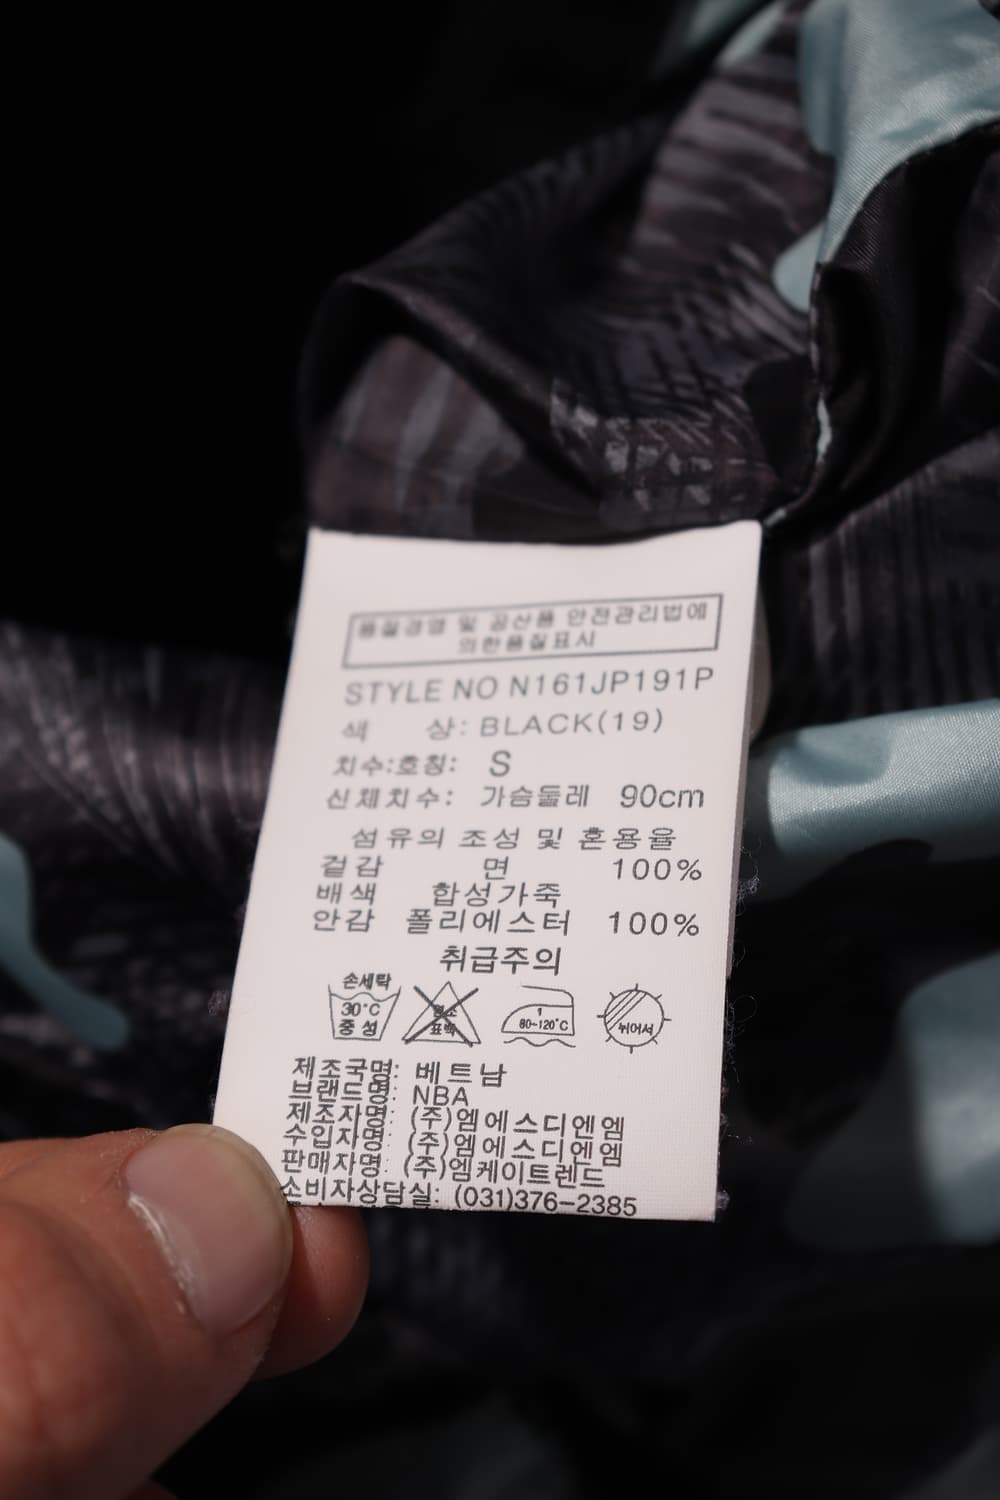 품질경영 및 공산품 안전관리법에
의한품질표시
STYLE NO N161JP191P
색 상: BLACK(19)
치수:호칭: S
신체치수: 가슴둘레 90cm
섬유의 조성 및 혼용율
겉감 면 100%
배색 합성가죽
안감 폴리에스터 100%
취급주의
손세탁
30°C
중성
염소
표백
1
80~120°C
뉘어서
제조국명: 베트남
브랜드명: NBA
제조자명: (주)엠에스디엔엠
수입자명: (주)엠에스디엔엠
판매자명: (주)엠케이트렌드
소비자상담실: (031)376-2385